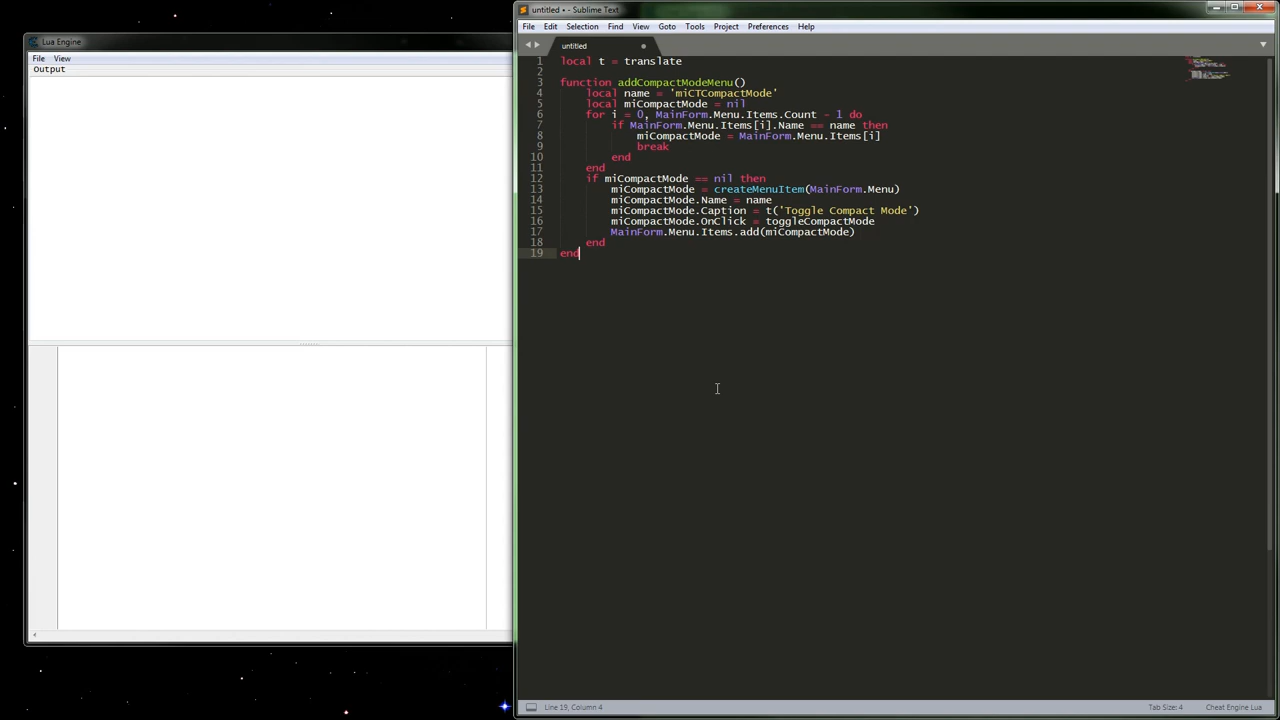 Lua Engine
File View
Output
untitled • - Sublime Text
File Edit Selection Find View Goto Tools Project Preferences Help
untitled
1 local t = translate
2
3 function addCompactModeMenu()
4 local name = 'miCTCompactMode'
5 local miCompactMode = nil
6 for i = 0, MainForm.Menu.Items.Count - 1 do
7 if MainForm.Menu.Items[i].Name == name then
8 miCompactMode = MainForm.Menu.Items[i]
9 break
10 end
11 end
12 if miCompactMode == nil then
13 miCompactMode = createMenuItem(MainForm.Menu)
14 miCompactMode.Name = name
15 miCompactMode.Caption = t('Toggle Compact Mode')
16 miCompactMode.OnClick = toggleCompactMode
17 MainForm.Menu.Items.add(miCompactMode)
18 end
19 end
Line 19, Column 4 Tab Size: 4 Cheat Engine Lua